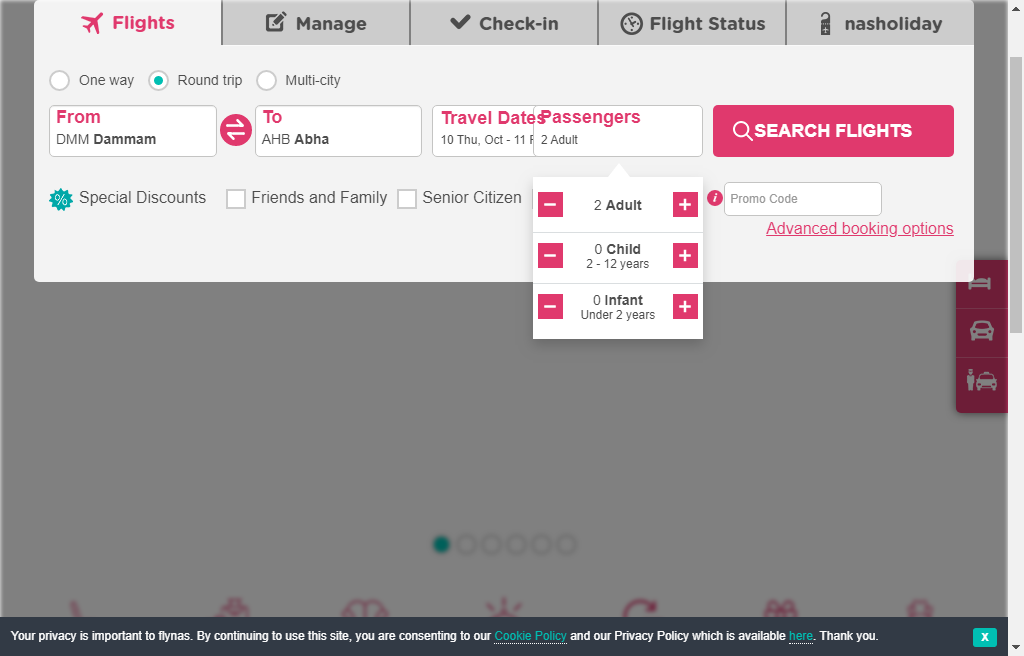 Flights
Manage
Check-in
Flight Status
nasholiday
One way
Round trip
Multi-city
From
DMM Dammam
To
AHB Abha
Travel Dates
10 Thu, Oct - 11 F
Passengers
2 Adult
SEARCH FLIGHTS
Special Discounts
Friends and Family
Senior Citizen
Promo Code
Advanced booking options
2 Adult
0 Child
2 - 12 years
0 Infant
Under 2 years
Your privacy is important to flynas. By continuing to use this site, you are consenting to our Cookie Policy and our Privacy Policy which is available here. Thank you.
X